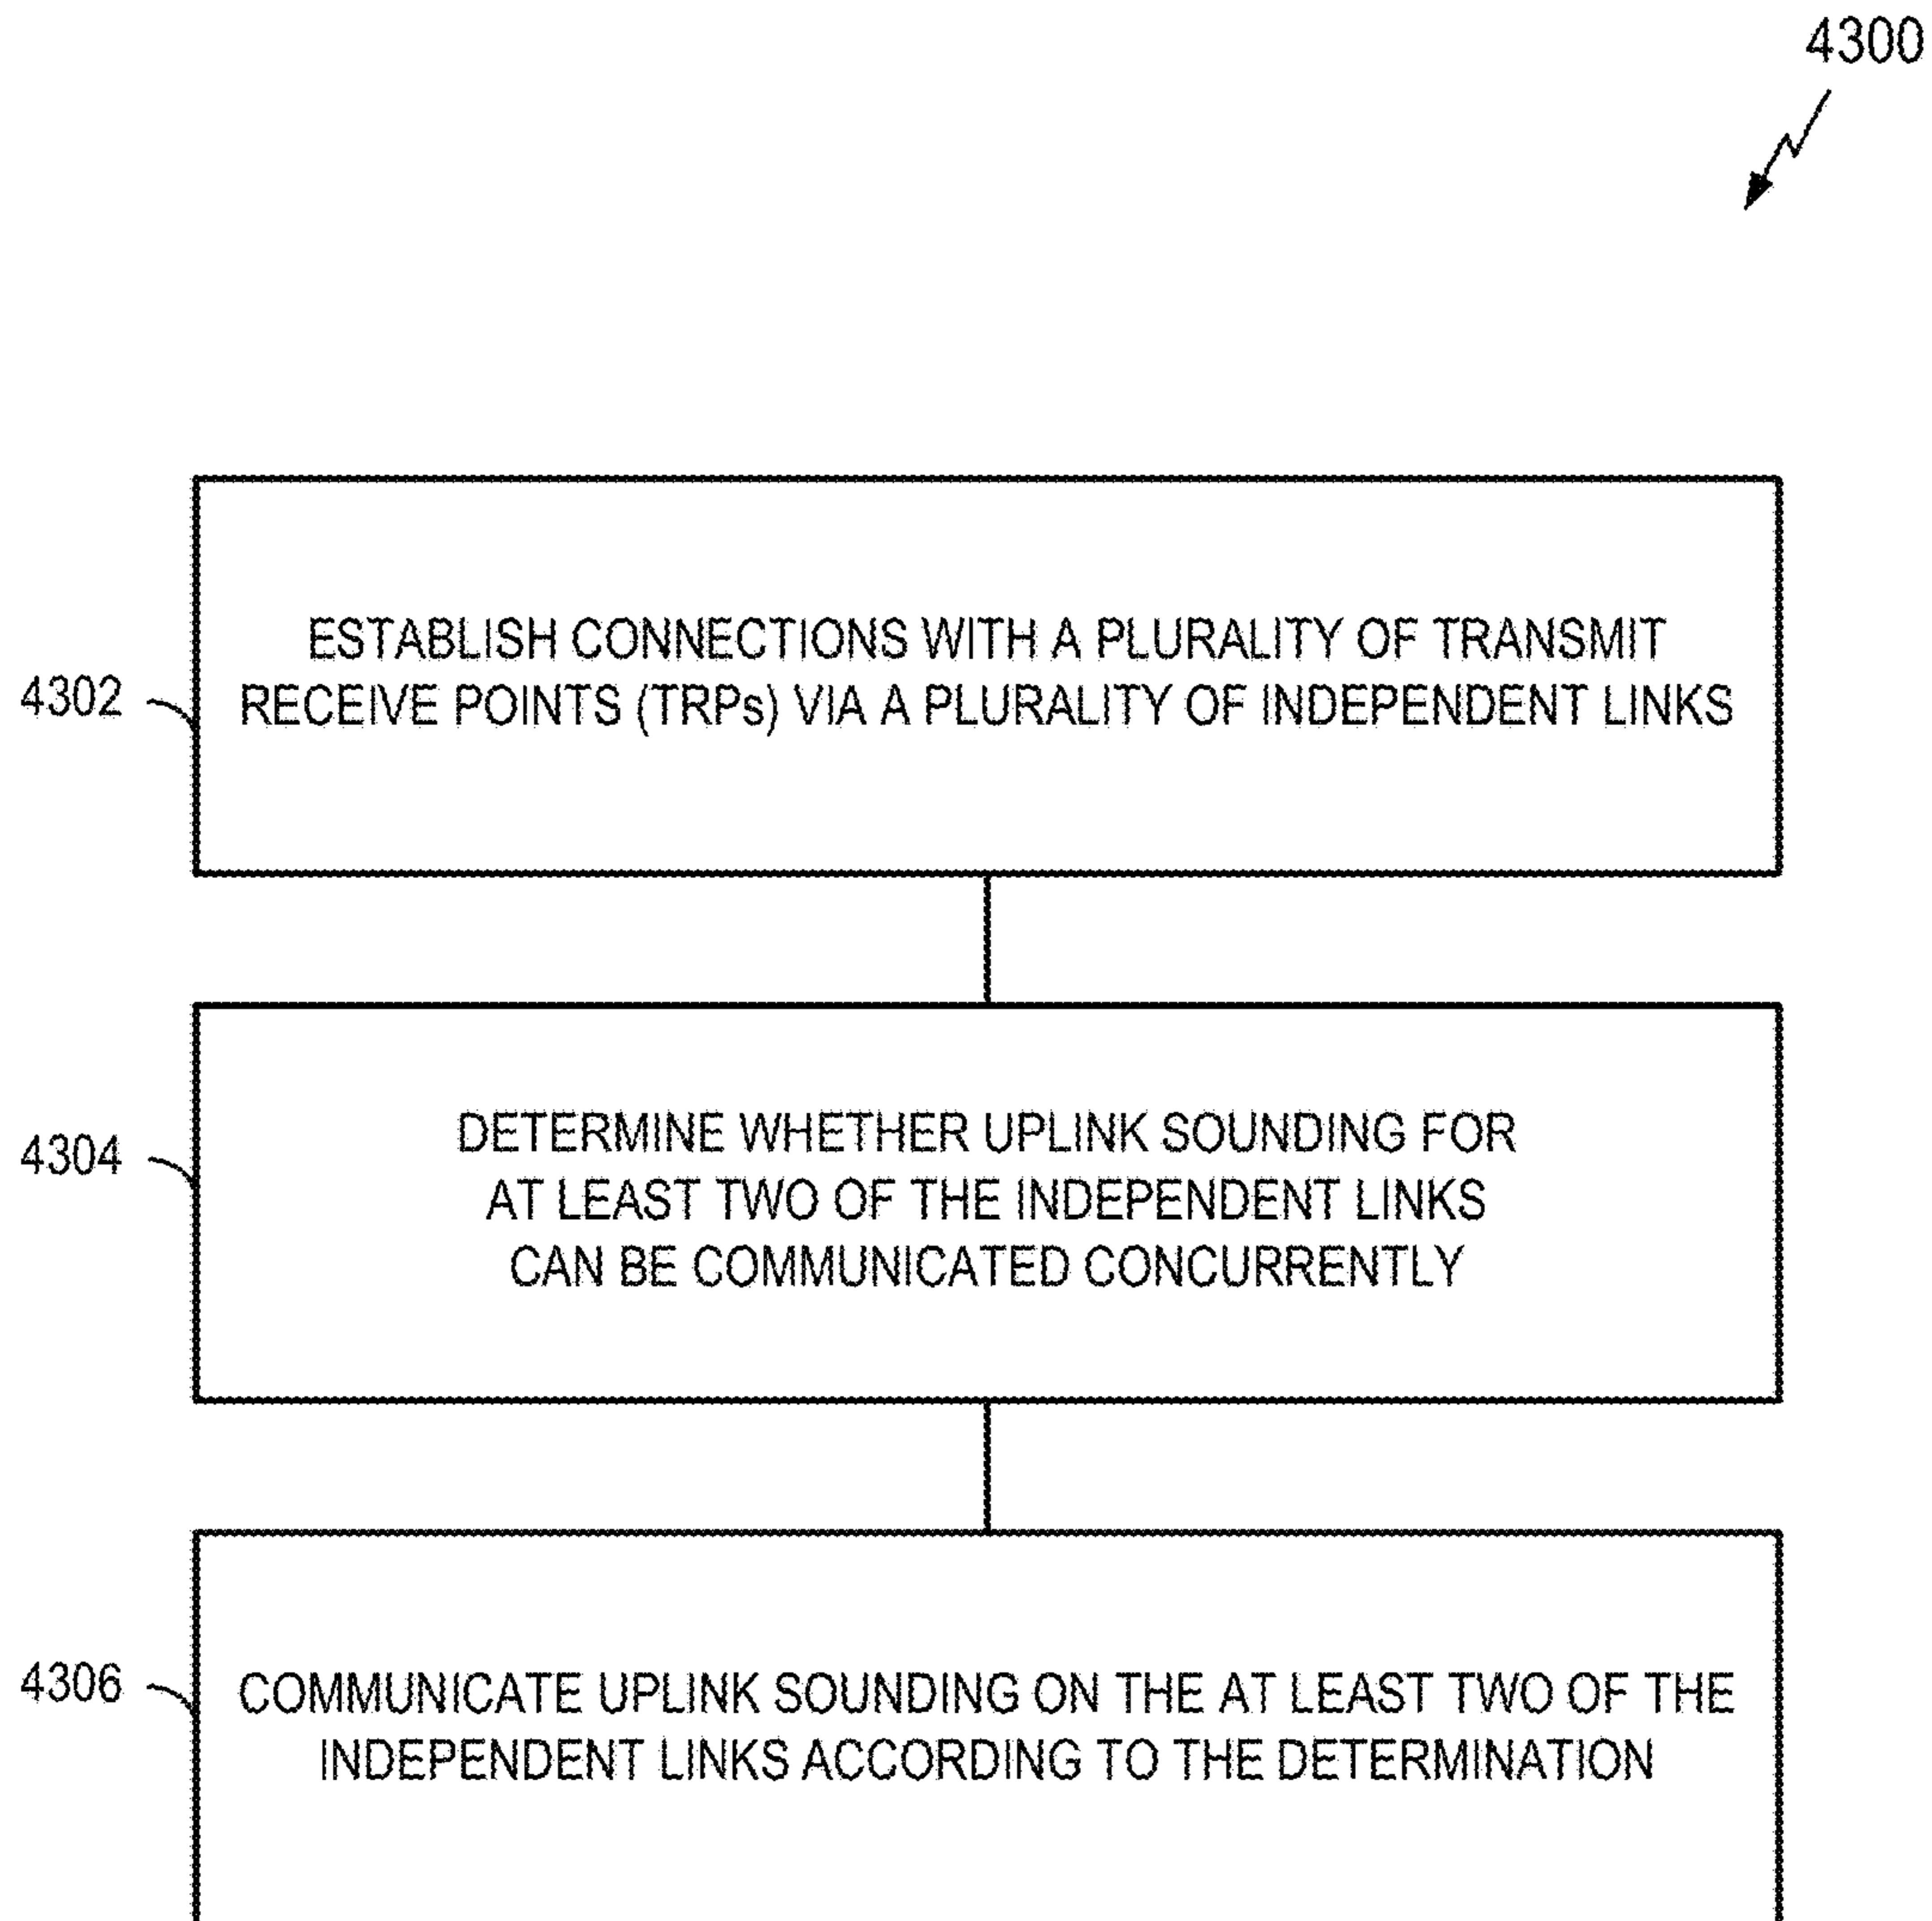 4300
4302
ESTABLISH CONNECTIONS WITH A PLURALITY OF TRANSMIT
RECEIVE POINTS (TRPs) VIA A PLURALITY OF INDEPENDENT LINKS
4304
DETERMINE WHETHER UPLINK SOUNDING FOR
AT LEAST TWO OF THE INDEPENDENT LINKS
CAN BE COMMUNICATED CONCURRENTLY
4306
COMMUNICATE UPLINK SOUNDING ON THE AT LEAST TWO OF THE
INDEPENDENT LINKS ACCORDING TO THE DETERMINATION